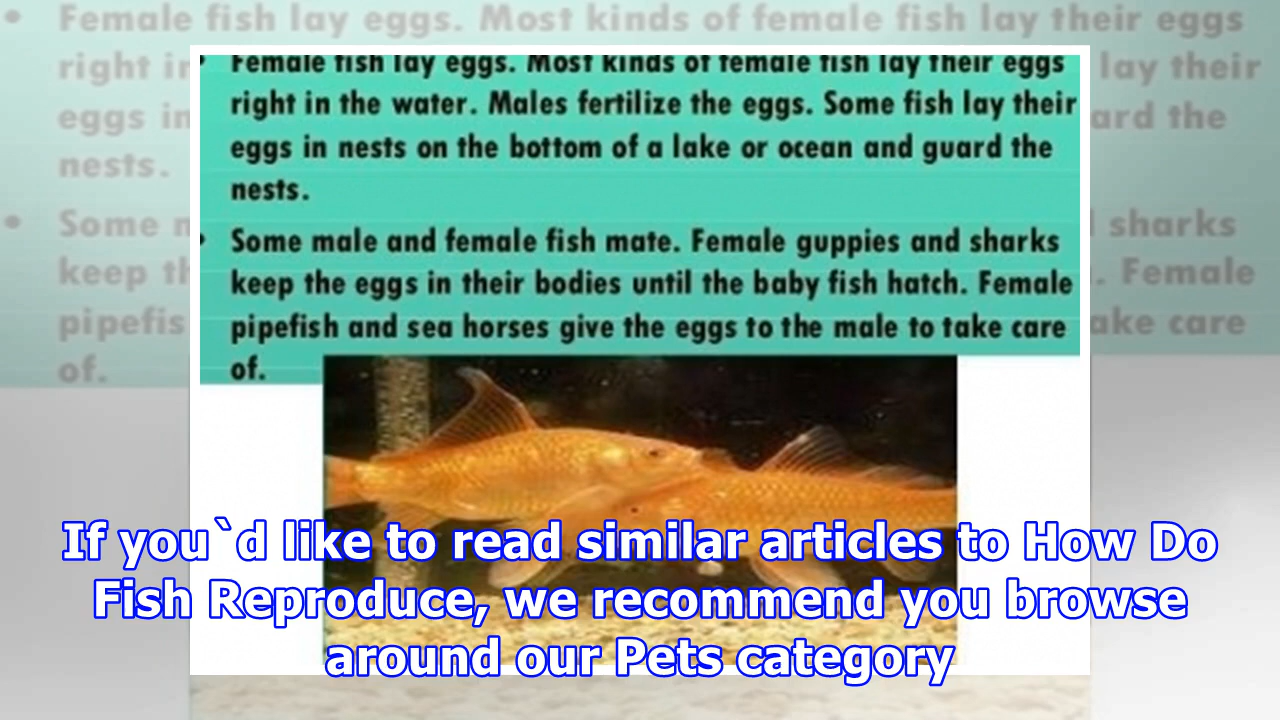 Female fish lay eggs. Most kinds of female fish lay their eggs
right in the water. Males fertilize the eggs. Some fish lay their
eggs in nests on the bottom of a lake or ocean and guard the
nests.
Some male and female fish mate. Female guppies and sharks
keep the eggs in their bodies until the baby fish hatch. Female
pipefish and sea horses give the eggs to the male to take care
of.
If you`d like to read similar articles to How Do
Fish Reproduce, we recommend you browse
around our Pets category